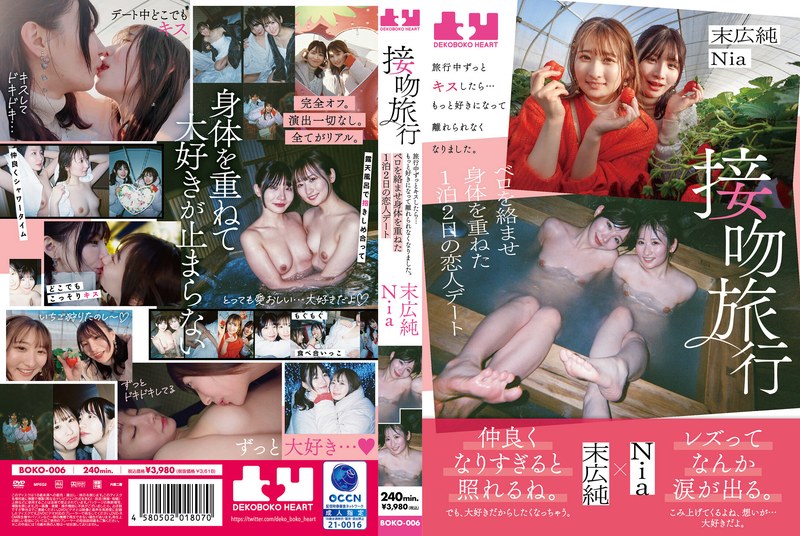 デート中どこでも
キス
キスして
ドキドキ…
仲良くシャワータイム
どこでも
こっそりキス
いちご狩りたのし〜♡
身体を重ねて
大好きが止まらない
完全オフ。
演出一切なし。
全てがリアル。
露天風呂で抱きしめ合って
とっても愛おしい…大好きだよ♡
もぐもぐ
食べ合いっこ
ずっと
ドキドキしてる
ずっと大好き…♥
BOKO-006
240min.
¥3,980
4 580502 018070
DEKOBOKO HEART
https://twitter.com/deko_boko_heart
CCN
成人指定
21-0016
DEKOBOKO HEART
接吻旅行
旅行中ずっとキスしたら…
もっと好きになって離れられなくなりました。
ベロを絡ませ身体を重ねた
1泊2日の恋人デート
末広純
Nia
240min.
¥3,980
BOKO-006
DEKOBOKO HEART
末広純
Nia
旅行中ずっと
キスしたら…
もっと好きになって
離れられなく
なりました。
接吻旅行
ベロを絡ませ
身体を重ねた
1泊2日の恋人デート
仲良く
なりすぎると
照れるね。
でも、大好きだからしたくなっちゃう。
末広純
×
Nia
レズって
なんか
涙が出る。
こみ上げてくるよね、想いが…
大好きだよ。